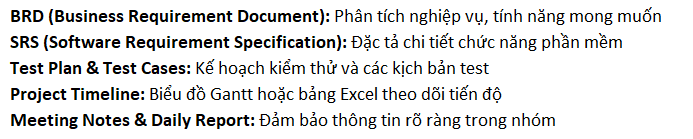 BRD (Business Requirement Document): Phân tích nghiệp vụ, tính năng mong muốn
SRS (Software Requirement Specification): Đặc tả chi tiết chức năng phần mềm
Test Plan & Test Cases: Kế hoạch kiểm thử và các kịch bản test
Project Timeline: Biểu đồ Gantt hoặc bảng Excel theo dõi tiến độ
Meeting Notes & Daily Report: Đảm bảo thông tin rõ ràng trong nhóm